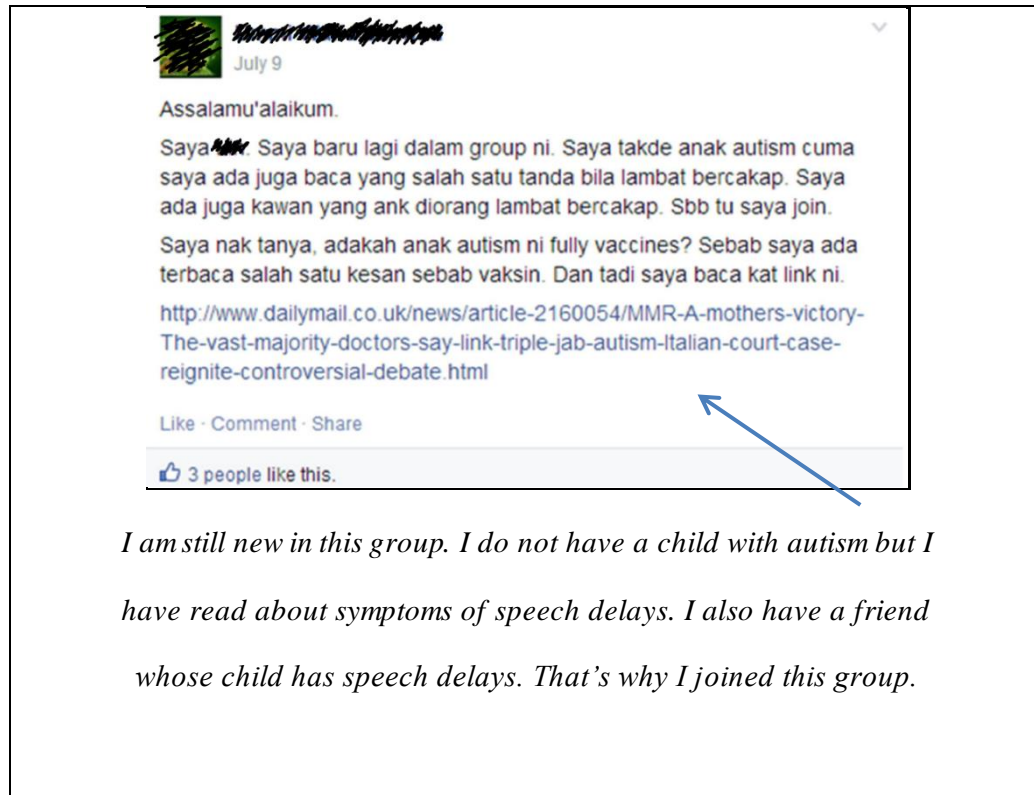 July 9
Assalamu'alaikum.
Saya . Saya baru lagi dalam group ni. Saya takde anak autism cuma
saya ada juga baca yang salah satu tanda bila lambat bercakap. Saya
ada juga kawan yang ank diorang lambat bercakap. Sbb tu saya join.
Saya nak tanya, adakah anak autism ni fully vaccines? Sebab saya ada
terbaca salah satu kesan sebab vaksin. Dan tadi saya baca kat link ni.
http://www.dailymail.co.uk/news/article-2160054/MMR-A-mothers-victory-
The-vast-majority-doctors-say-link-triple-jab-autism-Italian-court-case-
reignite-controversial-debate.html
Like · Comment · Share
3 people like this.
I am still new in this group. I do not have a child with autism but I
have read about symptoms of speech delays. I also have a friend
whose child has speech delays. That’s why I joined this group.